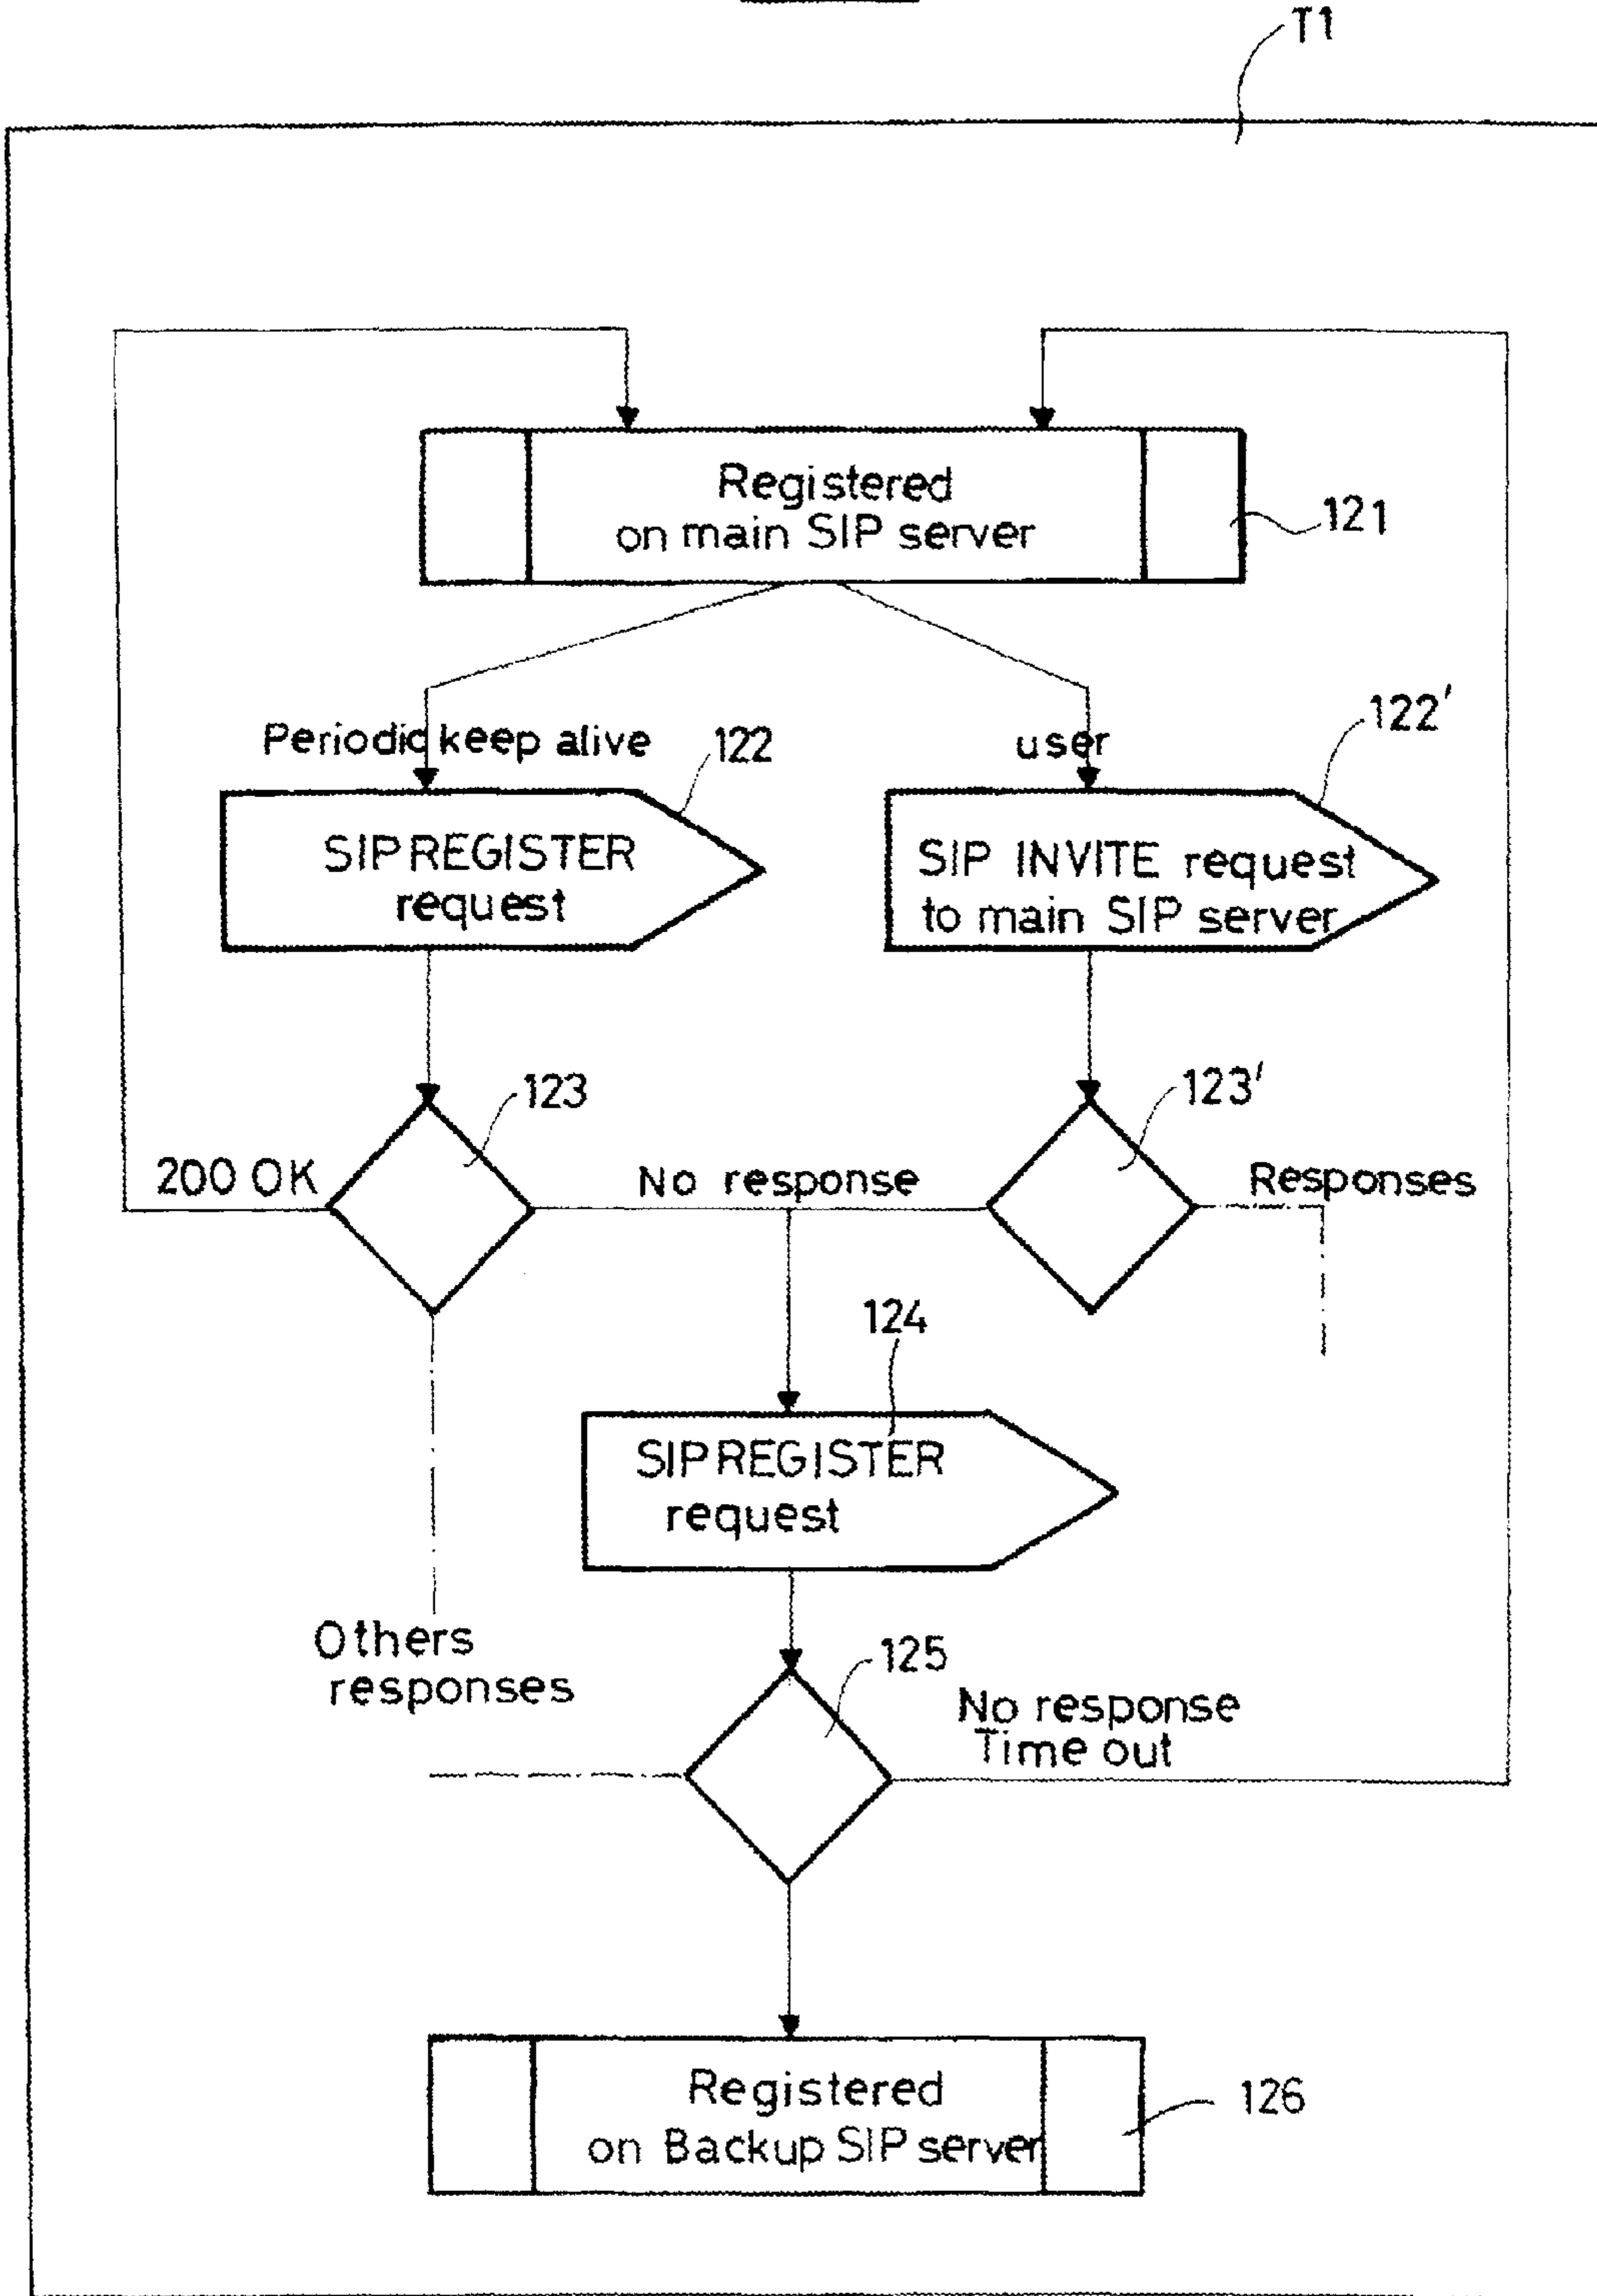 T1
Registered
on main SIP server
121
Periodic keep alive
122
user
122'
SIP REGISTER
request
SIP INVITE request
to main SIP server
123
123'
200 OK
No response
Responses
124
SIP REGISTER
request
Others
responses
125
No response
Time out
Registered
on Backup SIP server
126